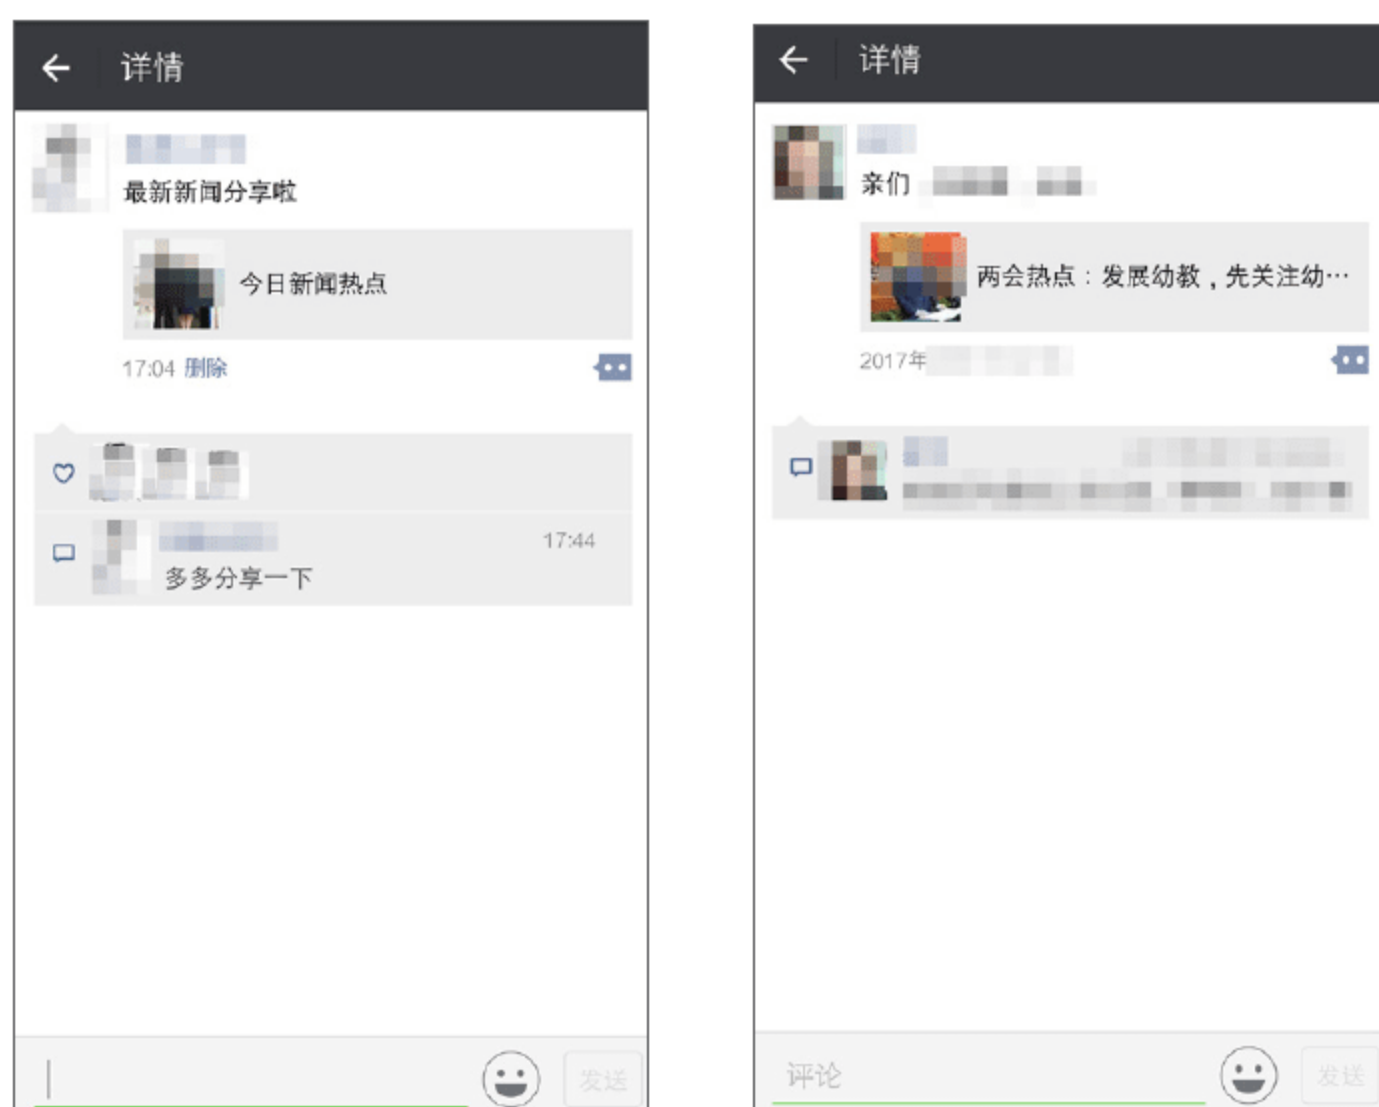 详情
最新新闻分享啦
今日新闻热点
17:04 删除
17:44
多多分享一下
发送
详情
亲们
两会热点：发展幼教，先关注幼…
2017年
评论
发送